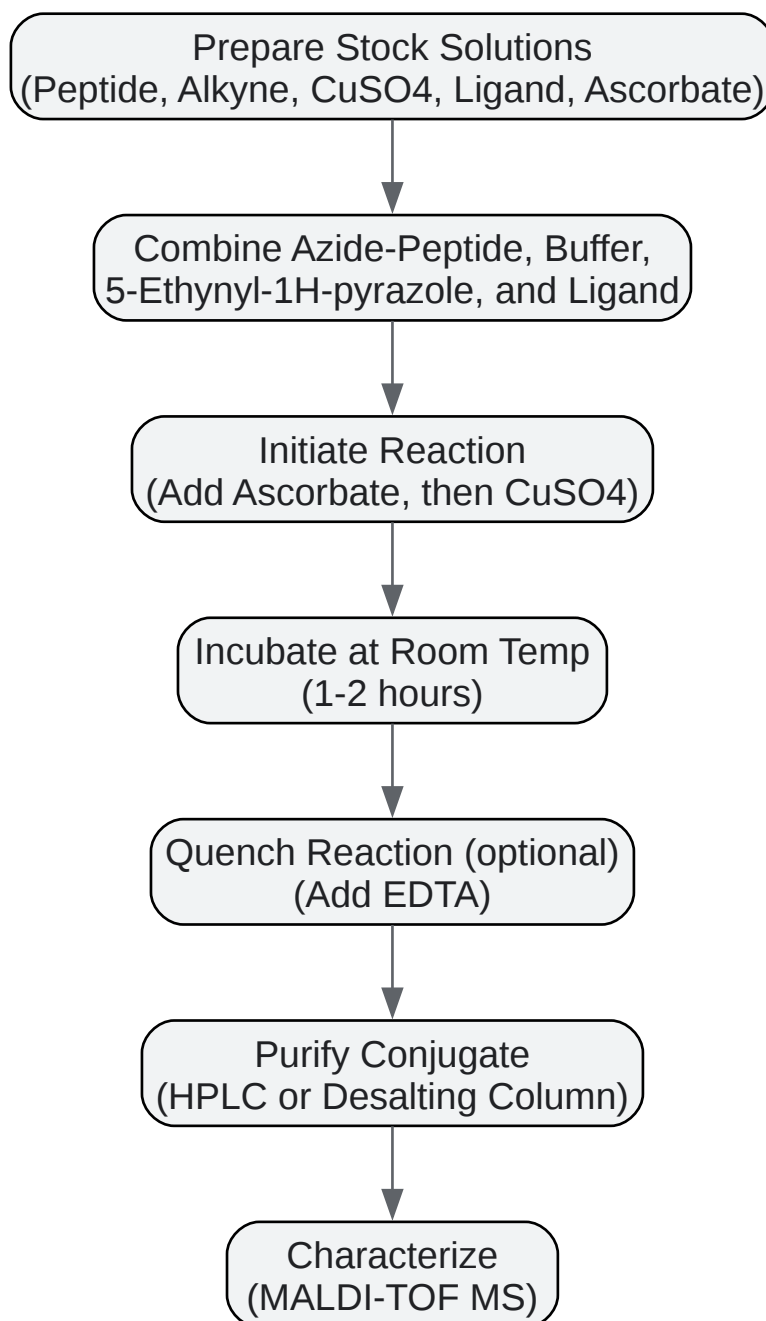 Prepare Stock Solutions
(Peptide, Alkyne, CuSO4, Ligand, Ascorbate)
Combine Azide-Peptide, Buffer,
5-Ethynyl-1H-pyrazole, and Ligand
Initiate Reaction
(Add Ascorbate, then CuSO4)
Incubate at Room Temp
(1-2 hours)
Quench Reaction (optional)
(Add EDTA)
Purify Conjugate
(HPLC or Desalting Column)
Characterize
(MALDI-TOF MS)